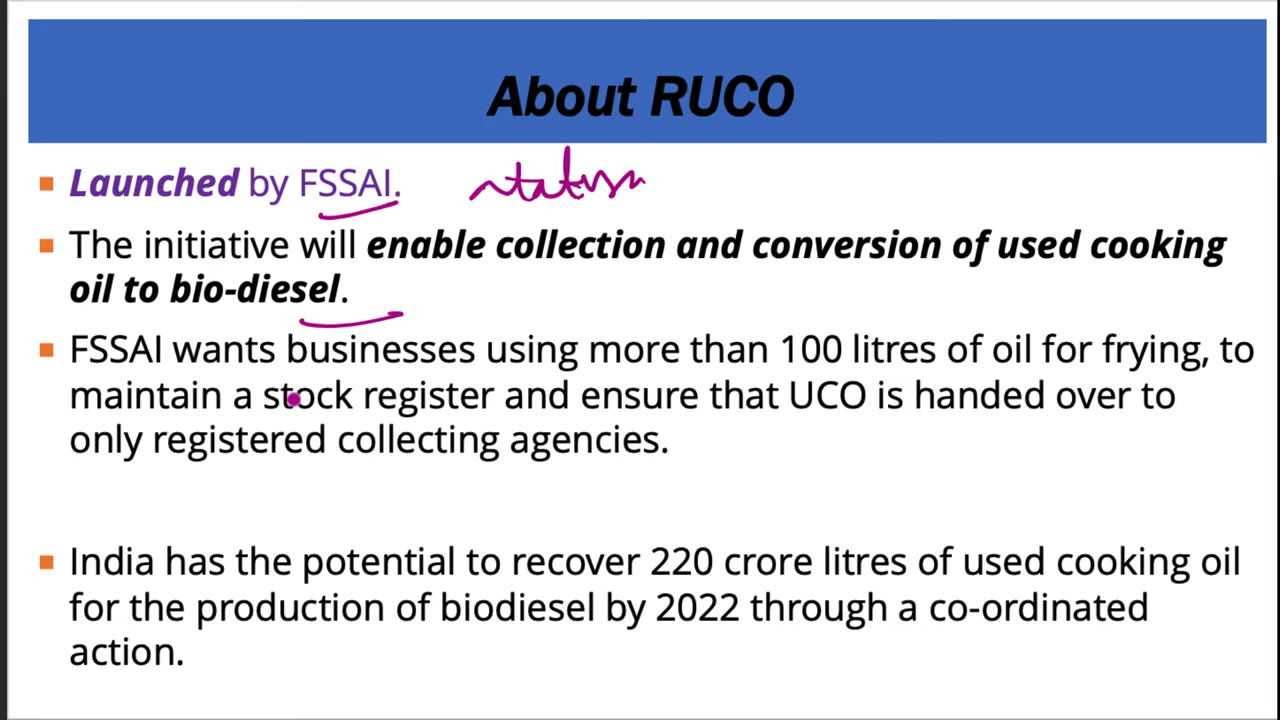 About RUCO
Launched by FSSAI.
The initiative will enable collection and conversion of used cooking
oil to bio-diesel.
FSSAI wants businesses using more than 100 litres of oil for frying, to
maintain a stock register and ensure that UCO is handed over to
only registered collecting agencies.
India has the potential to recover 220 crore litres of used cooking oil
for the production of biodiesel by 2022 through a co-ordinated
action.